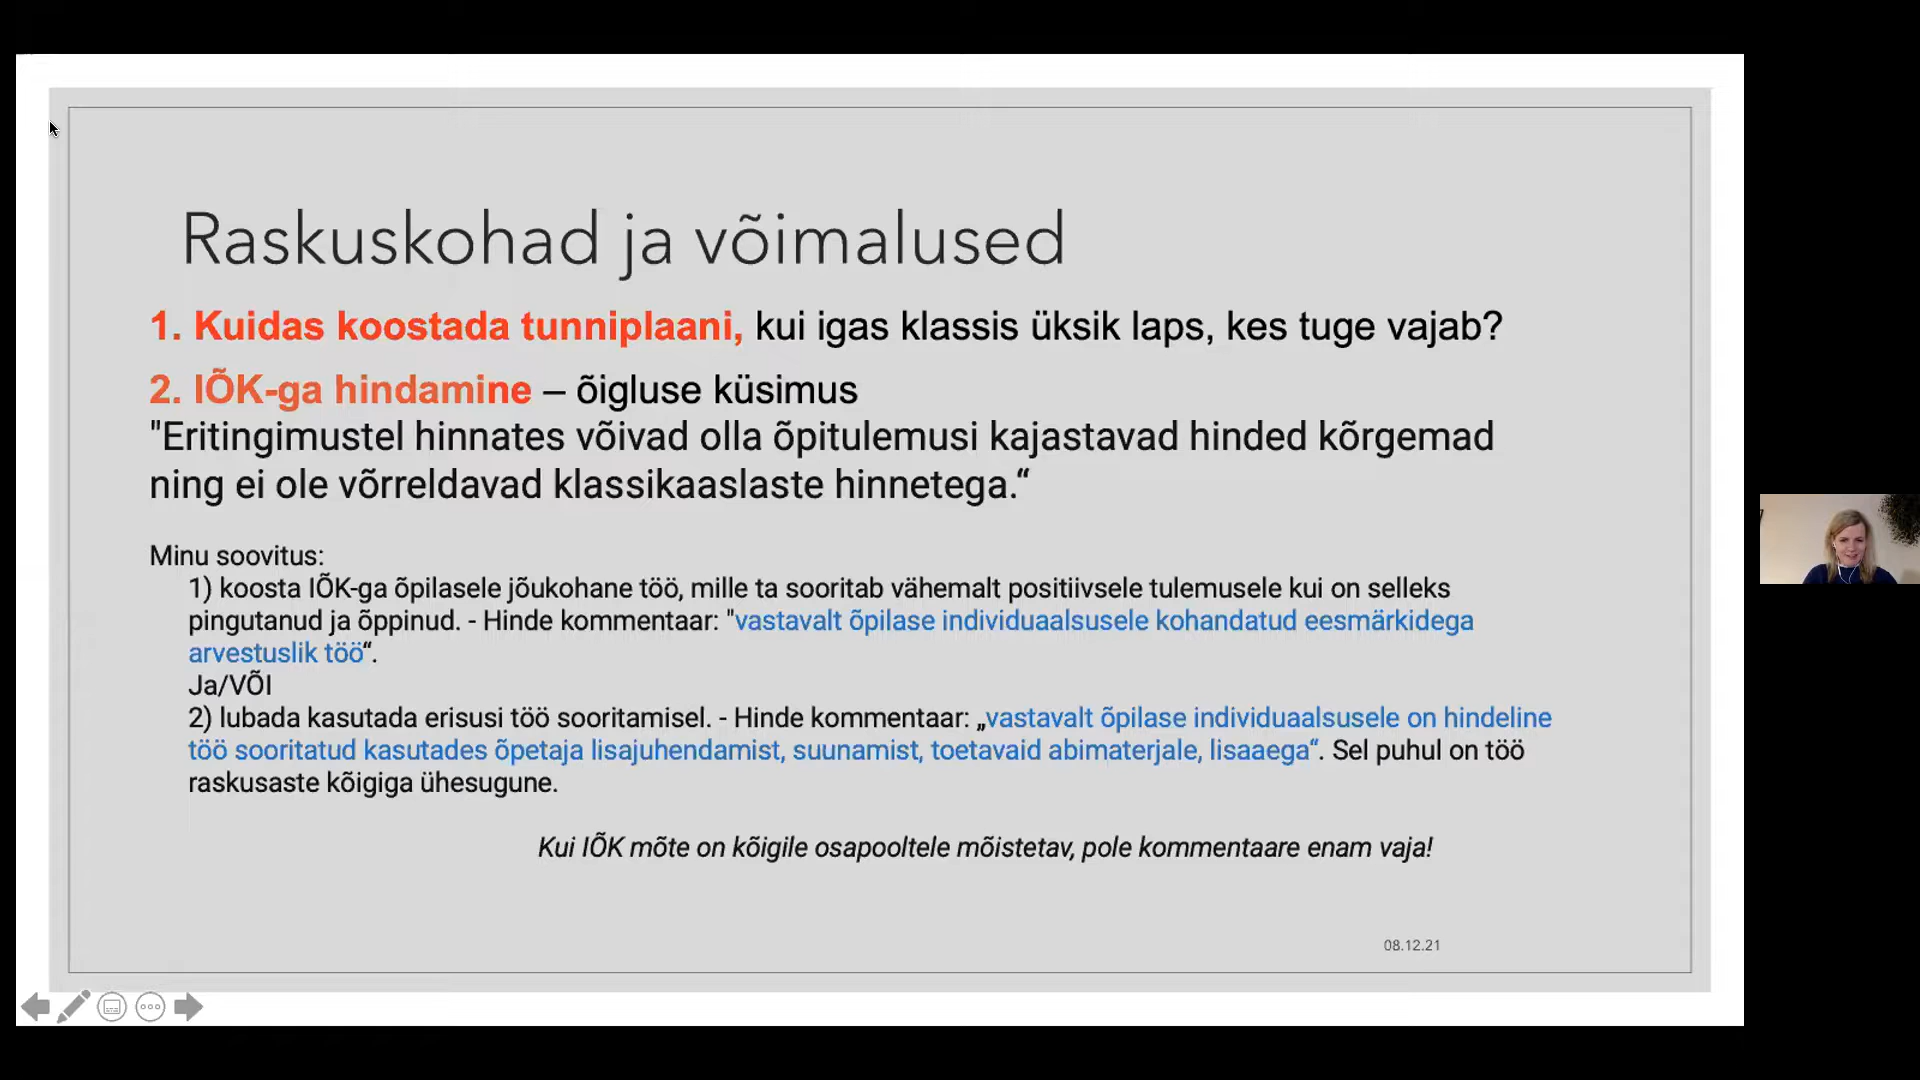 Raskuskohad ja võimalused
1. Kuidas koostada tunniplaani, kui igas klassis üksik laps, kes tuge vajab?
2. IÕK-ga hindamine – õigluse küsimus
"Eritingimustel hinnates võivad olla õpitulemusi kajastavad hinded kõrgemad
ning ei ole võrreldavad klassikaaslaste hinnetega.“
Minu soovitus:
1) koosta IÕK-ga õpilasele jõukohane töö, mille ta sooritab vähemalt positiivsele tulemusele kui on selleks
pingutanud ja õppinud. - Hinde kommentaar: "vastavalt õpilase individuaalsusele kohandatud eesmärkidega
arvestuslik töö“.
Ja/VÕI
2) lubada kasutada erisusi töö sooritamisel. - Hinde kommentaar: „vastavalt õpilase individuaalsusele on hindeline
töö sooritatud kasutades õpetaja lisajuhendamist, suunamist, toetavaid abimaterjale, lisaaega“. Sel puhul on töö
raskusaste kõigiga ühesugune.
Kui IÕK mõte on kõigile osapooltele mõistetav, pole kommentaare enam vaja!
08.12.21